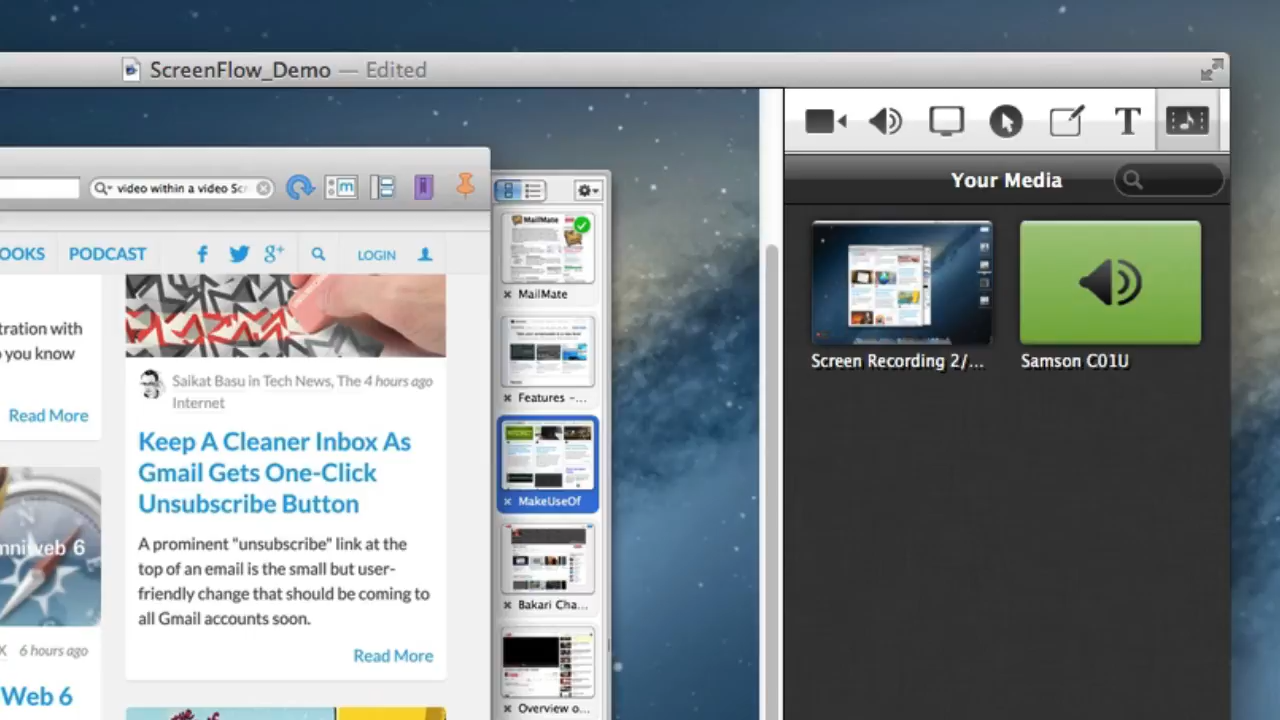 ScreenFlow_Demo — Edited
video within a video Scr
Your Media
OOKS
PODCAST
LOGIN
MailMate
MailMate
Screen Recording 2/...
Samson C01U
tration with
o you know
Read More
Saikat Basu in Tech News, The
Internet
4 hours ago
Features –...
Keep A Cleaner Inbox As
Gmail Gets One-Click
Unsubscribe Button
MakeUseOf
mniweb 6
A prominent "unsubscribe" link at the
top of an email is the small but user-
friendly change that should be coming to
all Gmail accounts soon.
Bakari Cha...
X 6 hours ago
Read More
Web 6
Overview o...